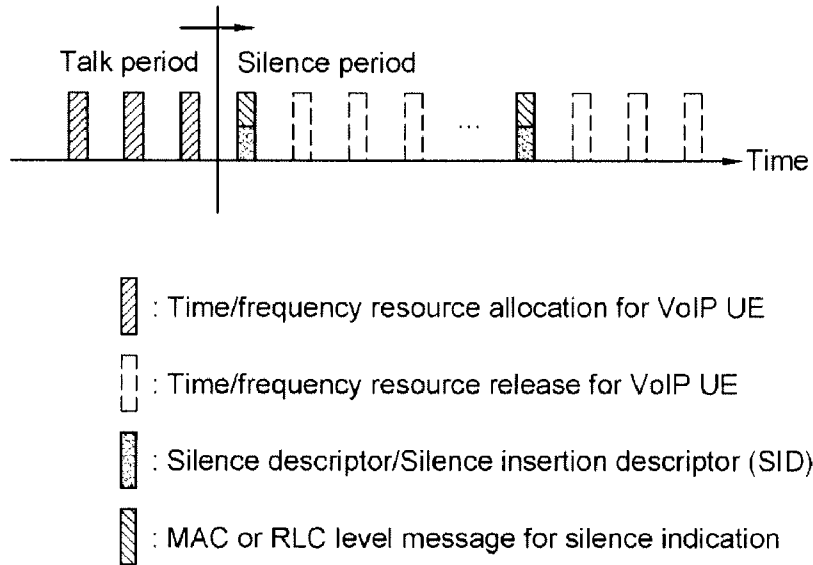 Talk period
Silence period
...
Time
: Time/frequency resource allocation for VoIP UE
: Time/frequency resource release for VoIP UE
: Silence descriptor/Silence insertion descriptor (SID)
: MAC or RLC level message for silence indication